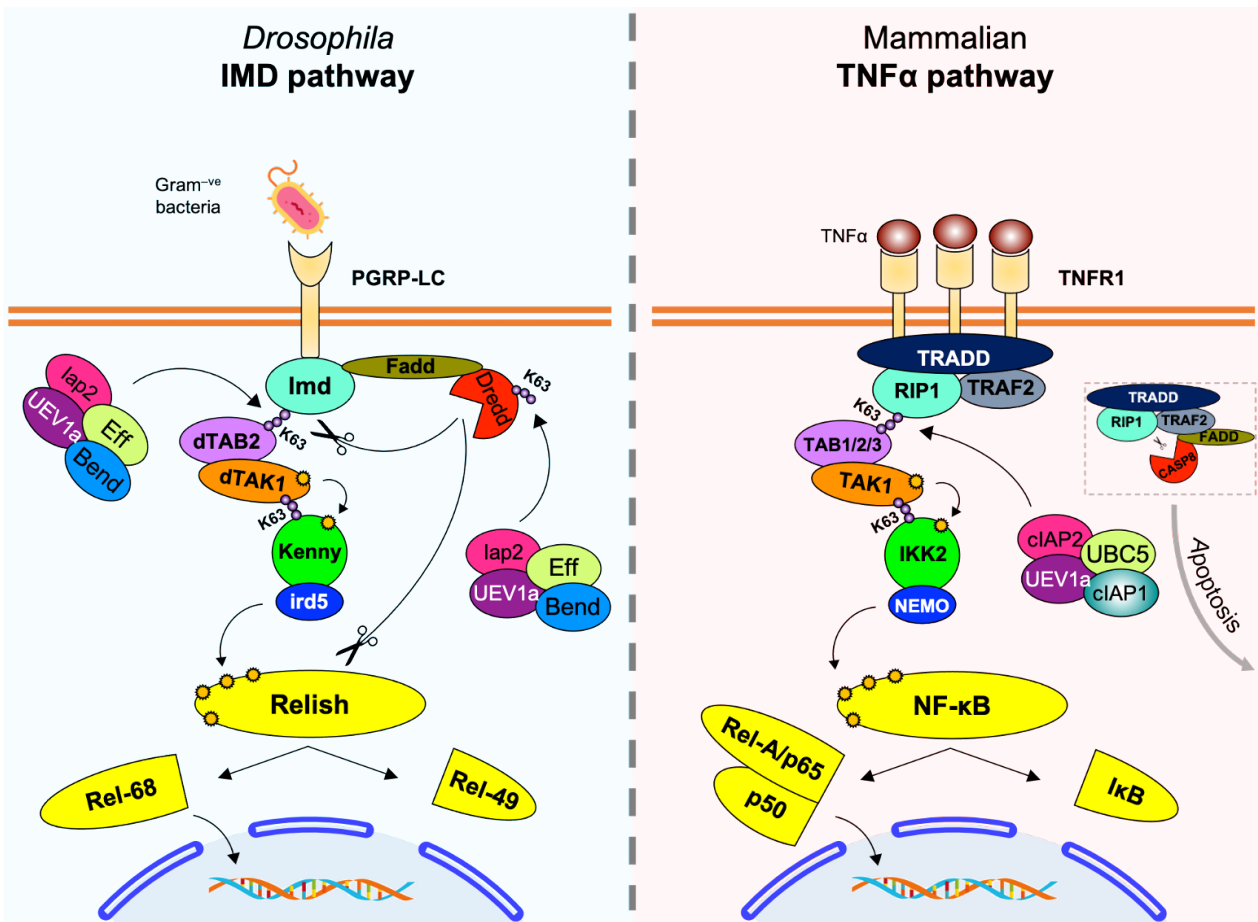 Drosophila
IMD pathway
Gram–ve
bacteria
PGRP-LC
Iap2
UEV1a
Eff
Bend
Imd
Fadd
Dredd
K63
K63
dTAB2
dTAK1
K63
Kenny
ird5
Iap2
UEV1a
Eff
Bend
Relish
Rel-68
Rel-49
Mammalian
TNFα pathway
TNFα
TNFR1
TRADD
RIP1
TRAF2
K63
TAB1/2/3
TAK1
K63
IKK2
NEMO
cIAP2
UBC5
UEV1a
cIAP1
TRADD
RIP1
TRAF2
FADD
CASP8
Apoptosis
NF-κB
Rel-A/p65
p50
IκB